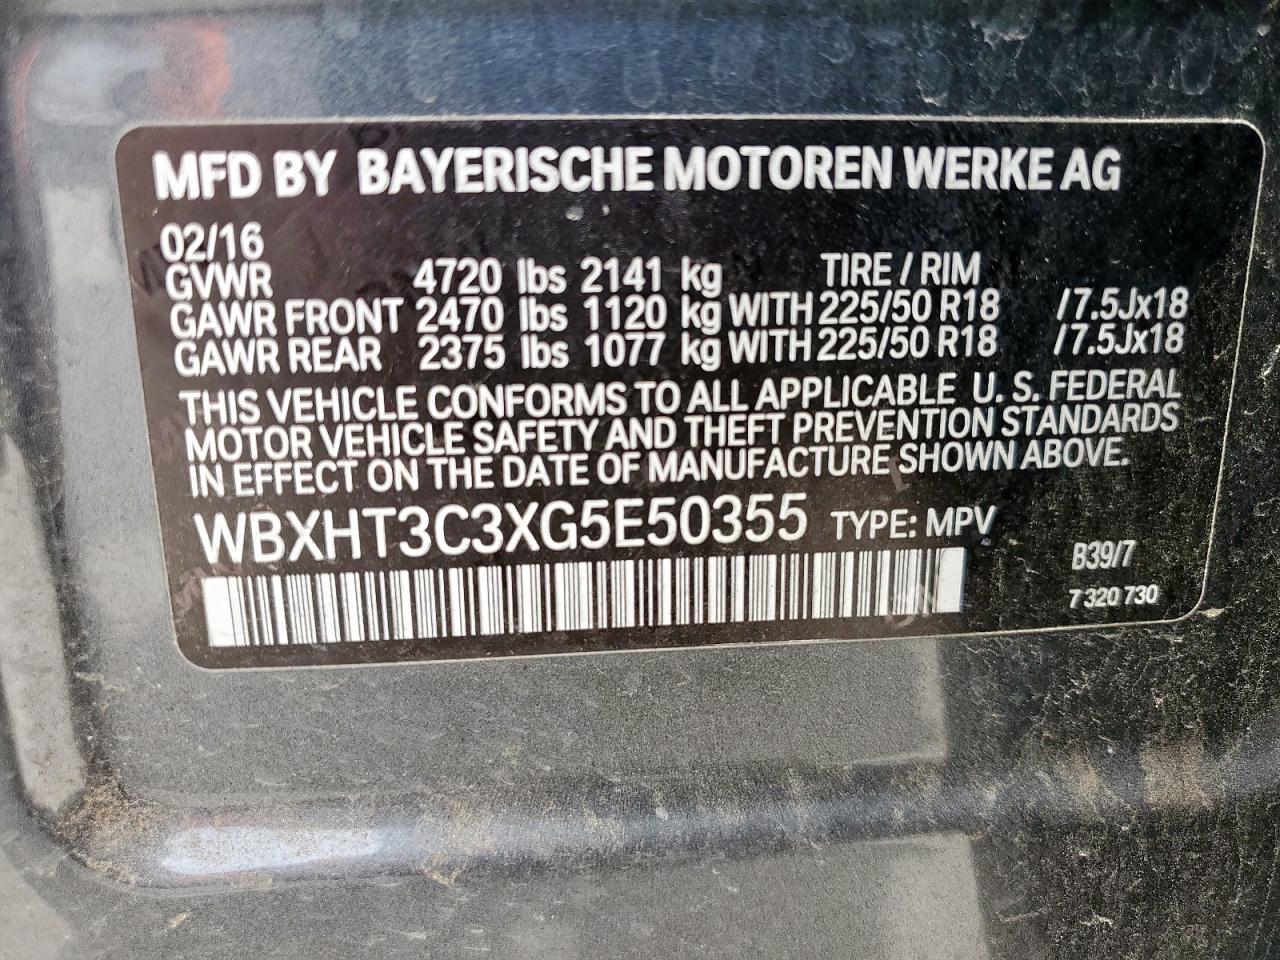 MFD BY BAYERISCHE MOTOREN WERKE AG
02/16
GVWR 4720 lbs 2141 kg TIRE / RIM
GAWR FRONT 2470 lbs 1120 kg WITH 225/50 R18 /7.5Jx18
GAWR REAR 2375 lbs 1077 kg WITH 225/50 R18 /7.5Jx18
THIS VEHICLE CONFORMS TO ALL APPLICABLE U. S. FEDERAL
MOTOR VEHICLE SAFETY AND THEFT PREVENTION STANDARDS
IN EFFECT ON THE DATE OF MANUFACTURE SHOWN ABOVE.
WBXHT3C3XG5E50355 TYPE: MPV
B39/7
7 320 730